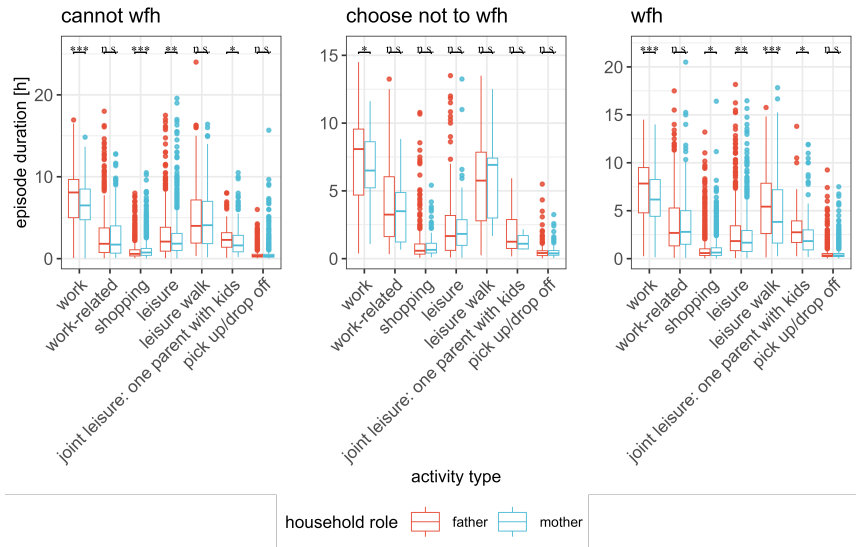 cannot wfh
choose not to wfh
wfh
*** n.s. *** ** n.s. * n.s.
* n.s. n.s. n.s. n.s. n.s. n.s.
*** n.s. * ** *** * n.s.
episode duration [h]
20
10
0
15
10
5
0
20
15
10
5
0
work
work-related
shopping
leisure
leisure walk
joint leisure: one parent with kids
pick up/drop off
work
work-related
shopping
leisure
leisure walk
joint leisure: one parent with kids
pick up/drop off
work
work-related
shopping
leisure
leisure walk
joint leisure: one parent with kids
pick up/drop off
activity type
household role father mother